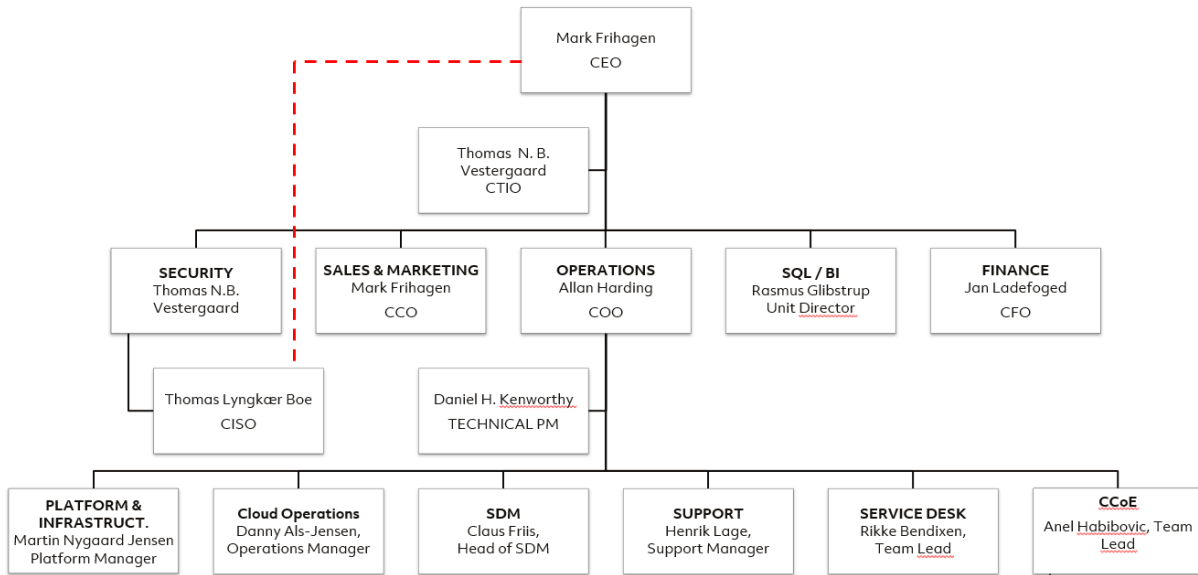 Mark Frihagen
CEO
Thomas N. B.
Vestergaard
CTIO
SECURITY
Thomas N.B.
Vestergaard
SALES & MARKETING
Mark Frihagen
CCO
OPERATIONS
Allan Harding
COO
SQL / BI
Rasmus Glibstrup
Unit Director
FINANCE
Jan Ladefoged
CFO
Thomas Lyngkær Boe
CISO
Daniel H. Kenworthy
TECHNICAL PM
PLATFORM &
INFRASTRUCT.
Martin Nygaard Jensen
Platform Manager
Cloud Operations
Danny Als-Jensen,
Operations Manager
SDM
Claus Friis,
Head of SDM
SUPPORT
Henrik Lage,
Support Manager
SERVICE DESK
Rikke Bendixen,
Team Lead
CCoE
Anel Habibovic, Team
Lead